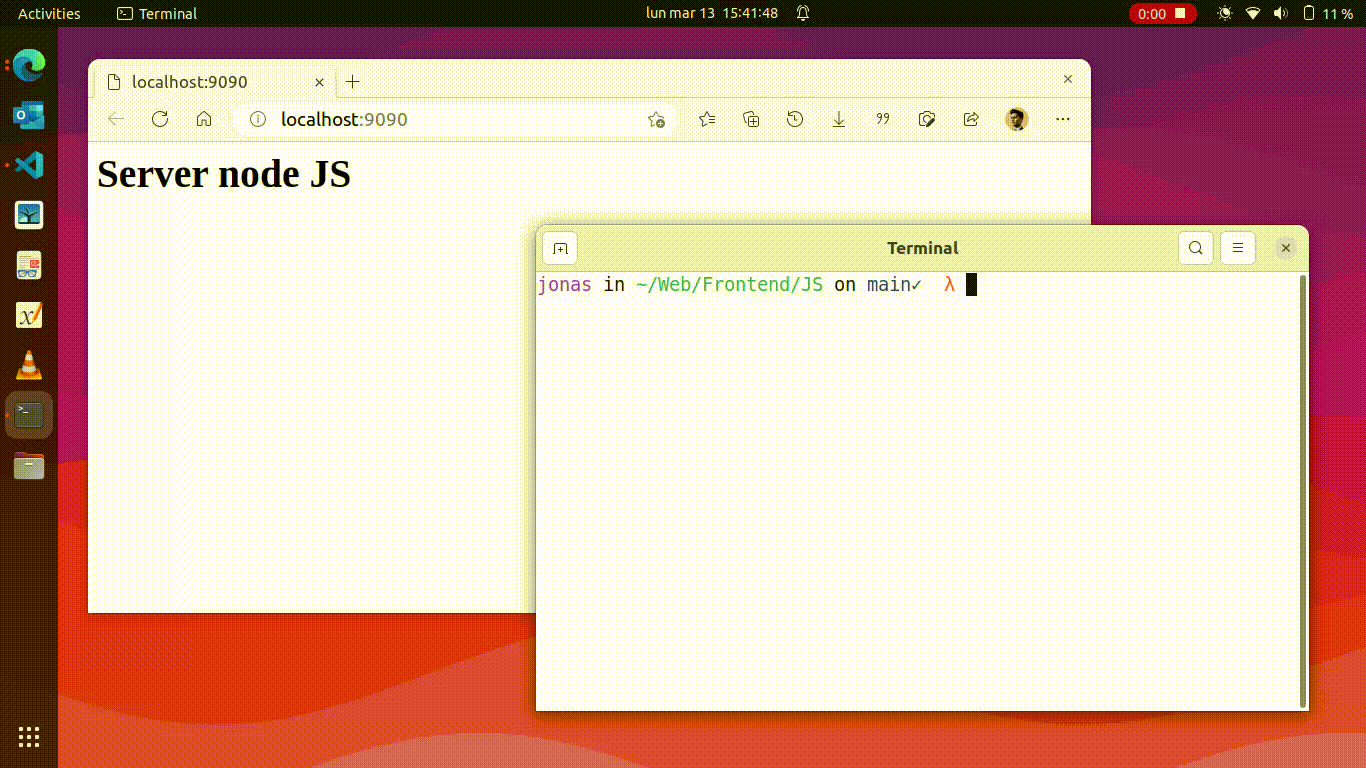 Activities Terminal lun mar 13 15:41:48 0:00 11 %
localhost:9090
localhost:9090
Server node JS
Terminal
jonas in ~/Web/Frontend/JS on main✓ λ